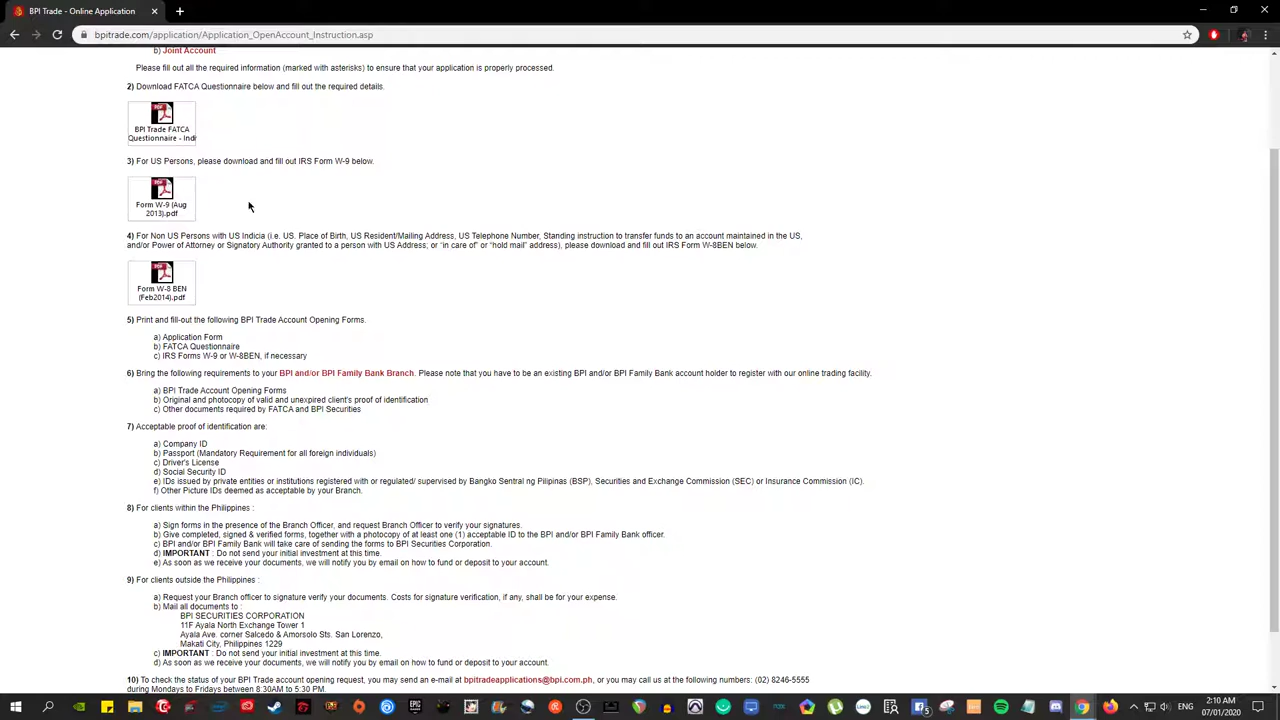 BPI Trade - Online Application
bpitrade.com/application/Application_OpenAccount_Instruction.asp
b) Joint Account
Please fill out all the required information (marked with asterisks) to ensure that your application is properly processed.
2) Download FATCA Questionnaire below and fill out the required details.
PDF
BPI Trade FATCA
Questionnaire - Indi
3) For US Persons, please download and fill out IRS Form W-9 below.
PDF
Form W-9 (Aug
2013).pdf
4) For Non US Persons with US Indicia (i.e. US. Place of Birth, US Resident/Mailing Address, US Telephone Number, Standing instruction to transfer funds to an account maintained in the US,
and/or Power of Attorney or Signatory Authority granted to a person with US Address; or "in care of" or "hold mail" address), please download and fill out IRS Form W-8BEN below.
PDF
Form W-8 BEN
(Feb2014).pdf
5) Print and fill-out the following BPI Trade Account Opening Forms.
a) Application Form
b) FATCA Questionnaire
c) IRS Forms W-9 or W-8BEN, if necessary
6) Bring the following requirements to your BPI and/or BPI Family Bank Branch. Please note that you have to be an existing BPI and/or BPI Family Bank account holder to register with our online trading facility.
a) BPI Trade Account Opening Forms
b) Original and photocopy of valid and unexpired client's proof of identification
c) Other documents required by FATCA and BPI Securities
7) Acceptable proof of identification are:
a) Company ID
b) Passport (Mandatory Requirement for all foreign individuals)
c) Driver's License
d) Social Security ID
e) IDs issued by private entities or institutions registered with or regulated/ supervised by Bangko Sentral ng Pilipinas (BSP), Securities and Exchange Commission (SEC) or Insurance Commission (IC).
f) Other Picture IDs deemed as acceptable by your Branch.
8) For clients within the Philippines :
a) Sign forms in the presence of the Branch Officer, and request Branch Officer to verify your signatures.
b) Give completed, signed & verified forms, together with a photocopy of at least one (1) acceptable ID to the BPI and/or BPI Family Bank officer.
c) BPI and/or BPI Family Bank will take care of sending the forms to BPI Securities Corporation.
d) IMPORTANT : Do not send your initial investment at this time.
e) As soon as we receive your documents, we will notify you by email on how to fund or deposit to your account.
9) For clients outside the Philippines :
a) Request your Branch officer to signature verify your documents. Costs for signature verification, if any, shall be for your expense.
b) Mail all documents to :
BPI SECURITIES CORPORATION
11F Ayala North Exchange Tower 1
Ayala Ave. corner Salcedo & Amorsolo Sts. San Lorenzo,
Makati City, Philippines 1229
c) IMPORTANT : Do not send your initial investment at this time.
d) As soon as we receive your documents, we will notify you by email on how to fund or deposit to your account.
10) To check the status of your BPI Trade account opening request, you may send an e-mail at bpitradeapplications@bpi.com.ph, or you may call us at the following numbers: (02) 8246-5555
during Mondays to Fridays between 8:30AM to 5:30 PM.
ENG
2:10 AM
07/01/2020